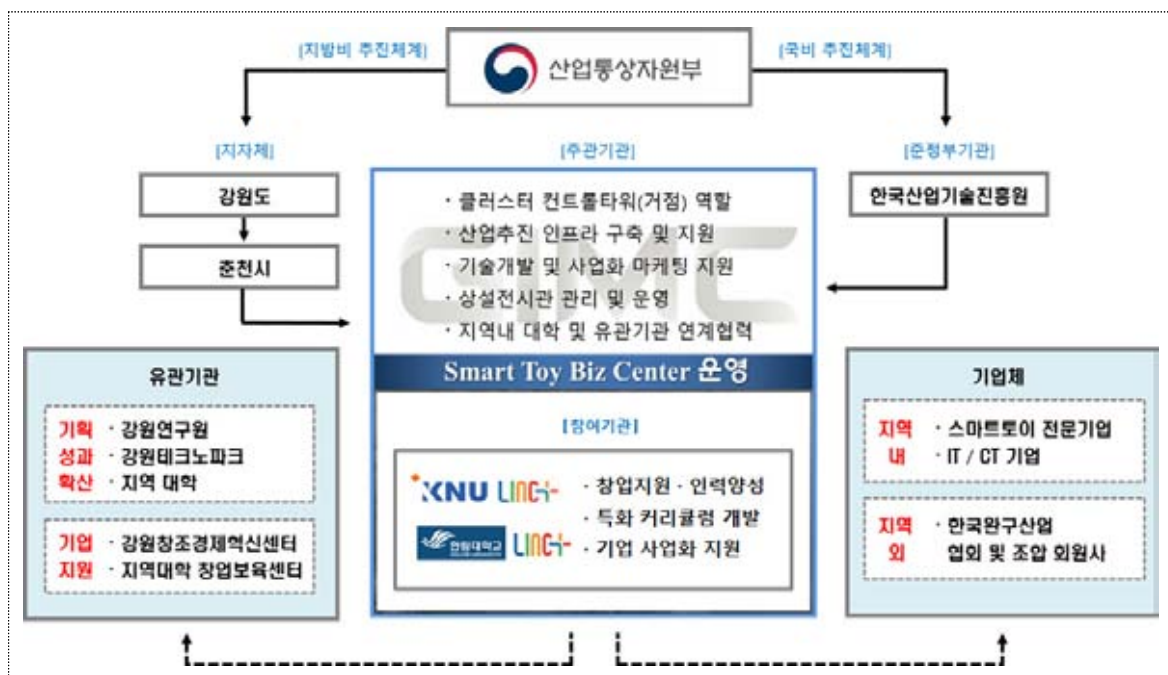 [지방비 추진체계]
산업통상자원부
[국비 추진체계]
[지자체]
[주관기관]
[준정부기관]
강원도
춘천시
한국산업기술진흥원
GIMC
· 클러스터 컨트롤타워(거점) 역할
· 산업추진 인프라 구축 및 지원
· 기술개발 및 사업화 마케팅 지원
· 상설전시관 관리 및 운영
· 지역내 대학 및 유관기관 연계협력
Smart Toy Biz Center 운영
유관기관
기획 · 강원연구원
성과 · 강원테크노파크
확산 · 지역 대학
기업 · 강원창조경제혁신센터
지원 · 지역대학 창업보육센터
[참여기관]
KNU LINC+
한림대학교 LINC+
· 창업지원 · 인력양성
· 특화 커리큘럼 개발
· 기업 사업화 지원
기업체
지역 · 스마트토이 전문기업
내 · IT / CT 기업
지역 · 한국완구산업
외 협회 및 조합 회원사